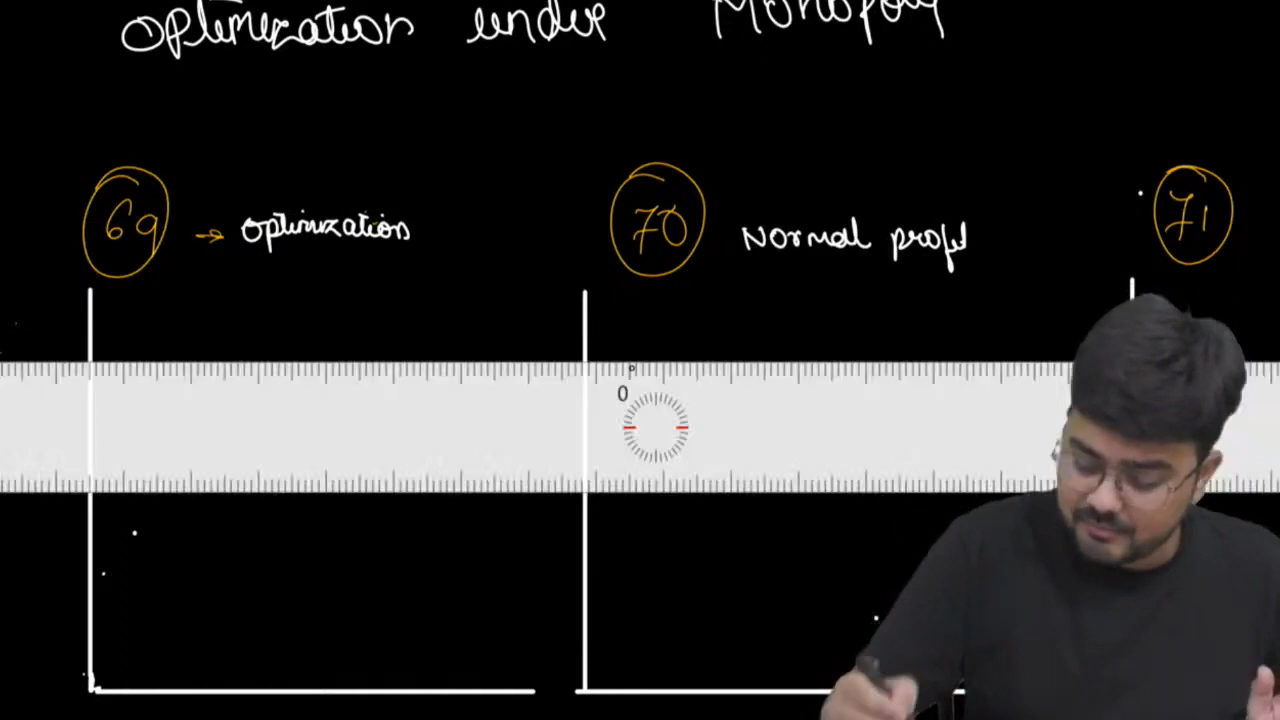 optimization under Monopoly
69 → optimization
70 Normal profit
71
0°